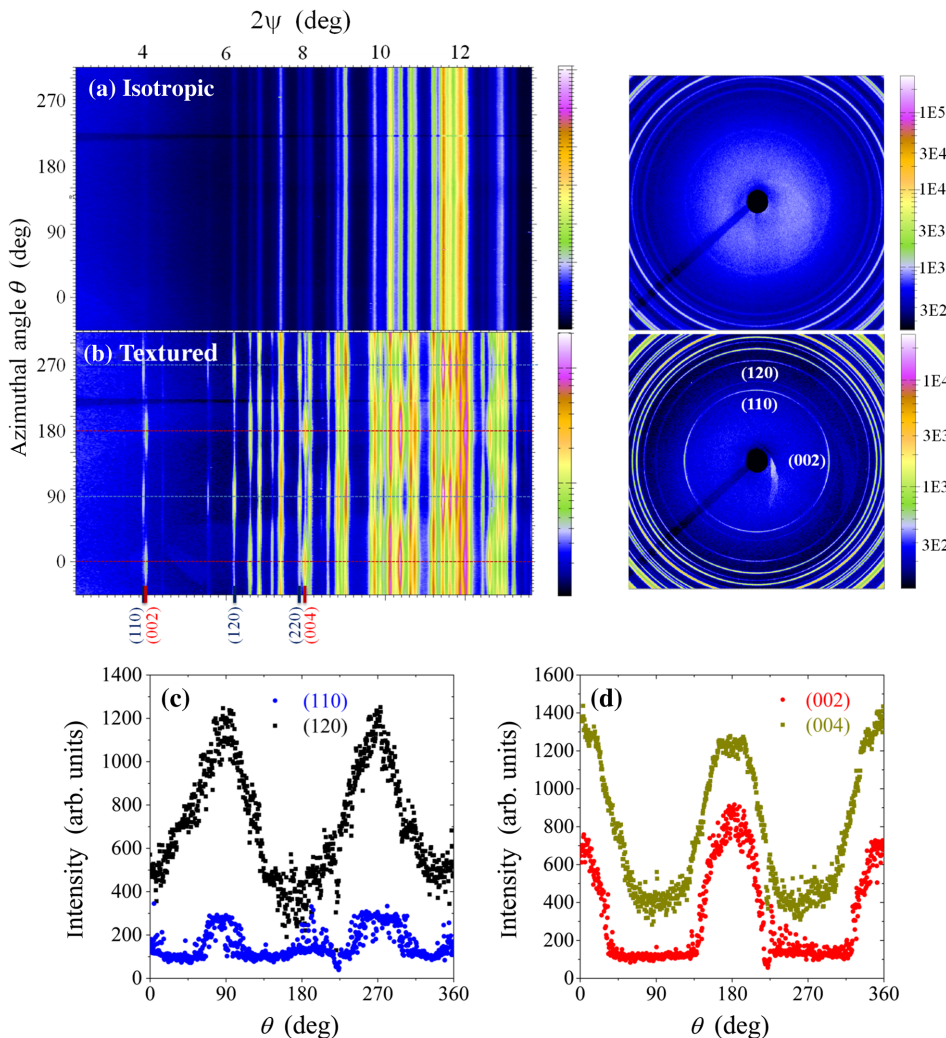 2ψ (deg)
4 6 8 10 12
(a) Isotropic
270
180
90
0
1E5
3E4
1E4
3E3
1E3
3E2
Azimuthal angle θ (deg)
(b) Textured
270
180
90
0
(110)
(002)
(120)
(220)
(004)
(120)
(110)
(002)
1E4
3E3
1E3
3E2
(c)
(110)
(120)
Intensity (arb. units)
1400
1200
1000
800
600
400
200
0
0 90 180 270 360
θ (deg)
(d)
(002)
(004)
Intensity (arb. units)
1600
1400
1200
1000
800
600
400
200
0
0 90 180 270 360
θ (deg)